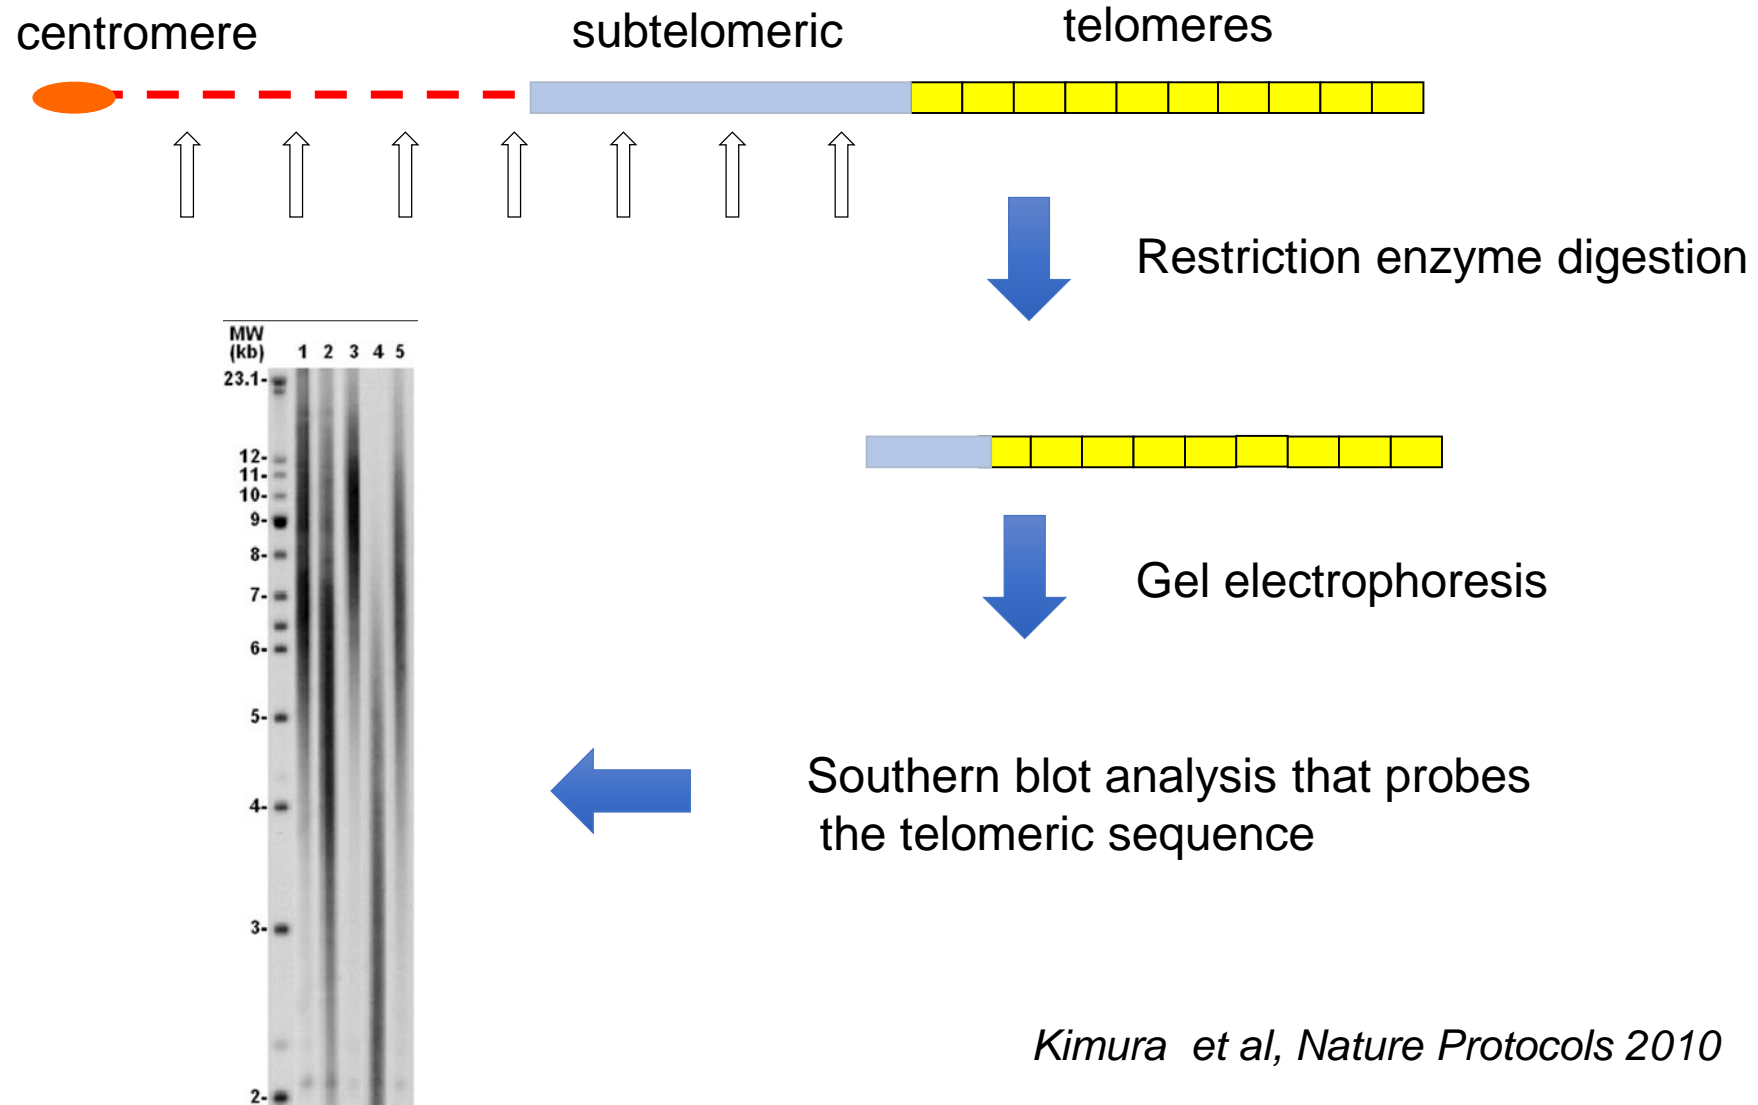 centromere
subtelomeric
telomeres
Restriction enzyme digestion
MW
(kb) 1 2 3 4 5
23.1-
12-
11-
10-
9-
8-
7-
6-
5-
4-
3-
2-
Gel electrophoresis
Southern blot analysis that probes
the telomeric sequence
Kimura et al, Nature Protocols 2010